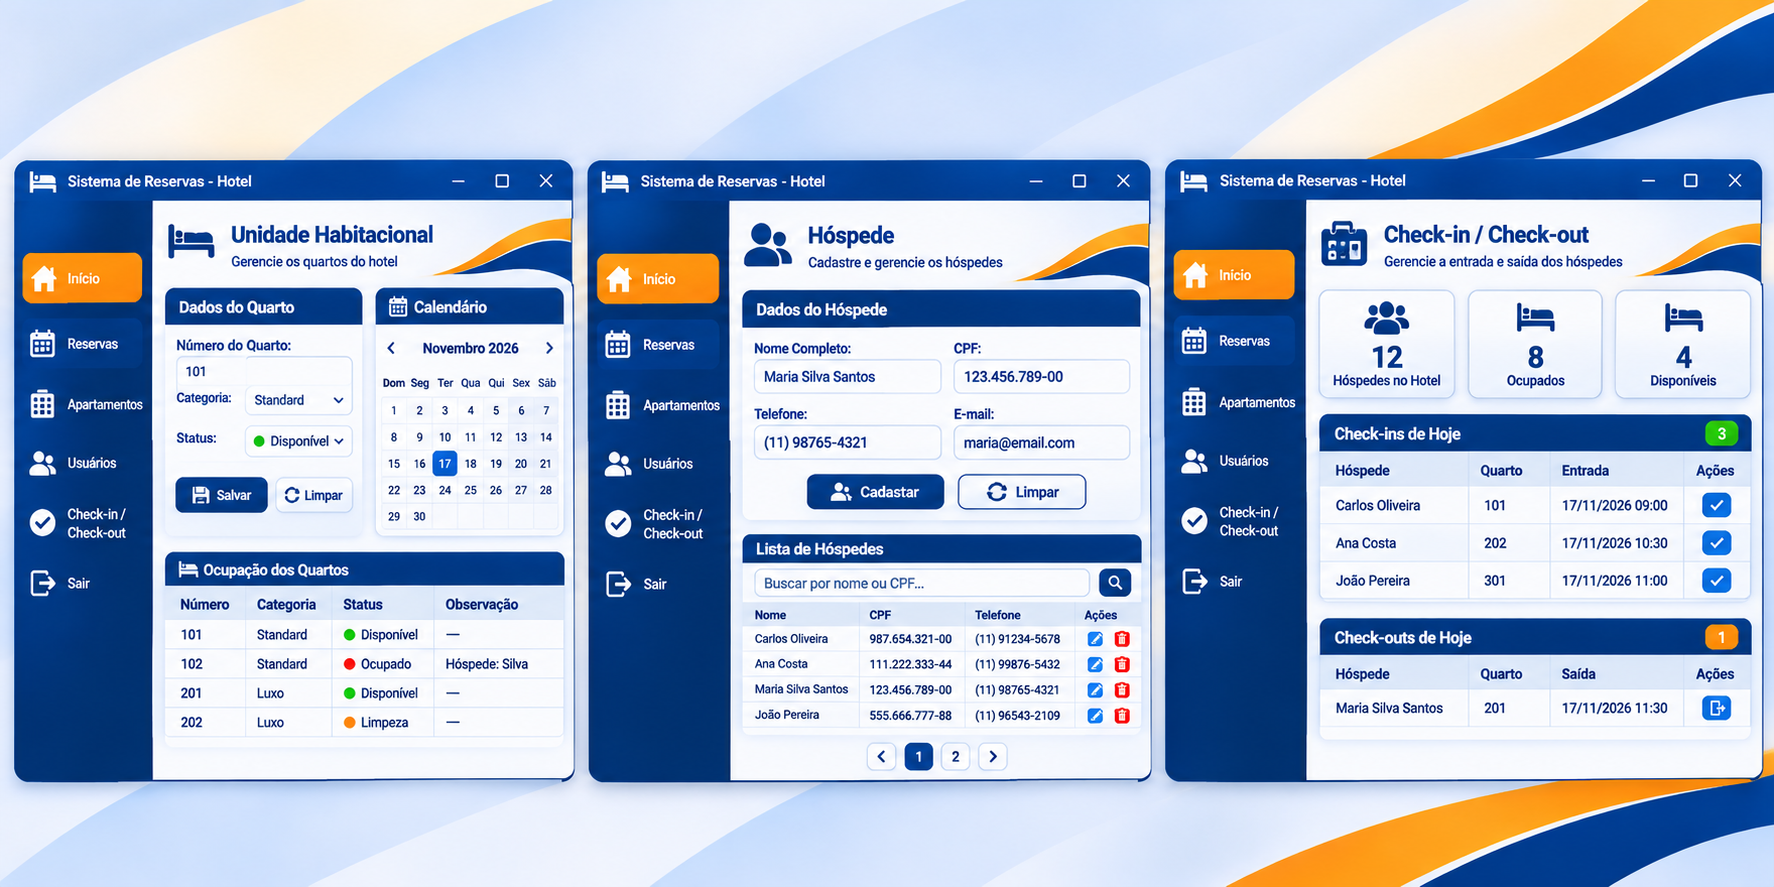 Sistema de Reservas - Hotel
Início
Reservas
Apartamentos
Usuários
Check-in /
Check-out
Sair
Unidade Habitacional
Gerencie os quartos do hotel
Dados do Quarto
Número do Quarto:
101
Categoria: Standard
Status: Disponível
Salvar Limpar
Calendário
Novembro 2026
Dom Seg Ter Qua Qui Sex Sáb
1 2 3 4 5 6 7
8 9 10 11 12 13 14
15 16 17 18 19 20 21
22 23 24 25 26 27 28
29 30
Ocupação dos Quartos
Número Categoria Status Observação
101 Standard Disponível —
102 Standard Ocupado Hóspede: Silva
201 Luxo Disponível —
202 Luxo Limpeza —
Sistema de Reservas - Hotel
Início
Reservas
Apartamentos
Usuários
Check-in /
Check-out
Sair
Hóspede
Cadastre e gerencie os hóspedes
Dados do Hóspede
Nome Completo: CPF:
Maria Silva Santos 123.456.789-00
Telefone: E-mail:
(11) 98765-4321 maria@email.com
Cadastar Limpar
Lista de Hóspedes
Buscar por nome ou CPF...
Nome CPF Telefone Ações
Carlos Oliveira 987.654.321-00 (11) 91234-5678
Ana Costa 111.222.333-44 (11) 99876-5432
Maria Silva Santos 123.456.789-00 (11) 98765-4321
João Pereira 555.666.777-88 (11) 96543-2109
1 2
Sistema de Reservas - Hotel
Início
Reservas
Apartamentos
Usuários
Check-in /
Check-out
Sair
Check-in / Check-out
Gerencie a entrada e saída dos hóspedes
12
Hóspedes no Hotel
8
Ocupados
4
Disponíveis
Check-ins de Hoje 3
Hóspede Quarto Entrada Ações
Carlos Oliveira 101 17/11/2026 09:00
Ana Costa 202 17/11/2026 10:30
João Pereira 301 17/11/2026 11:00
Check-outs de Hoje 1
Hóspede Quarto Saída Ações
Maria Silva Santos 201 17/11/2026 11:30